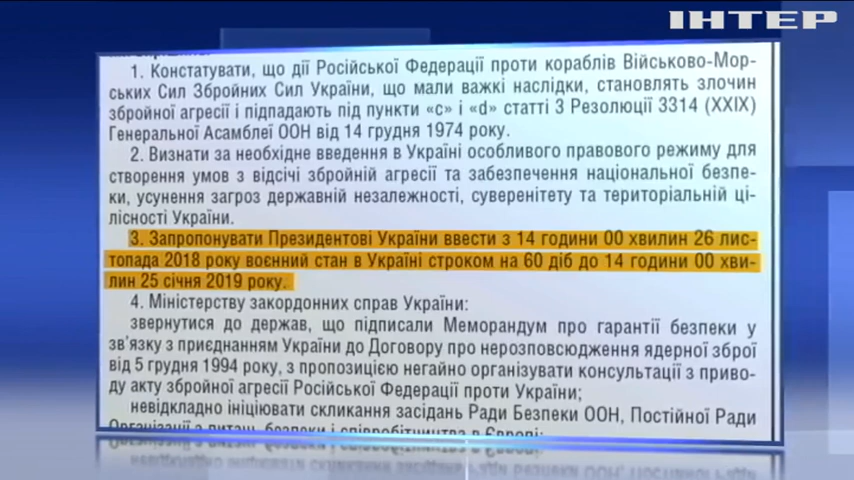 ІНТЕР
1. Констатувати, що дії Російської Федерації проти кораблів Військово-Мор-
ських Сил Збройних Сил України, що мали важкі наслідки, становлять злочин
збройної агресії і підпадають під пункти «c» і «d» статті 3 Резолюції 3314 (XXIX)
Генеральної Асамблеї ООН від 14 грудня 1974 року.
2. Визнати за необхідне введення в Україні особливого правового режиму для
створення умов з відсічі збройній агресії та забезпечення національної безпе-
ки, усунення загроз державній незалежності, суверенітету та територіальній ці-
лісності України.
3. Запропонувати Президентові України ввести з 14 години 00 хвилин 26 лис-
топада 2018 року воєнний стан в Україні строком на 60 діб до 14 години 00 хви-
лин 25 січня 2019 року.
4. Міністерству закордонних справ України:
звернутися до держав, що підписали Меморандум про гарантії безпеки у
зв’язку з приєднанням України до Договору про нерозповсюдження ядерної зброї
від 5 грудня 1994 року, з пропозицією негайно організувати консультації з приво-
ду акту збройної агресії Російської Федерації проти України;
невідкладно ініціювати скликання засідань Ради Безпеки ООН, Постійної Ради
Організації з питань безпеки і співробітництва в Європі;